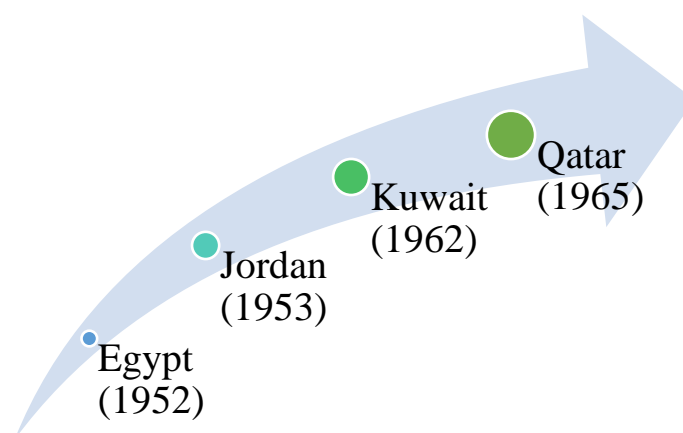 Egypt
(1952)
Jordan
(1953)
Kuwait
(1962)
Qatar
(1965)